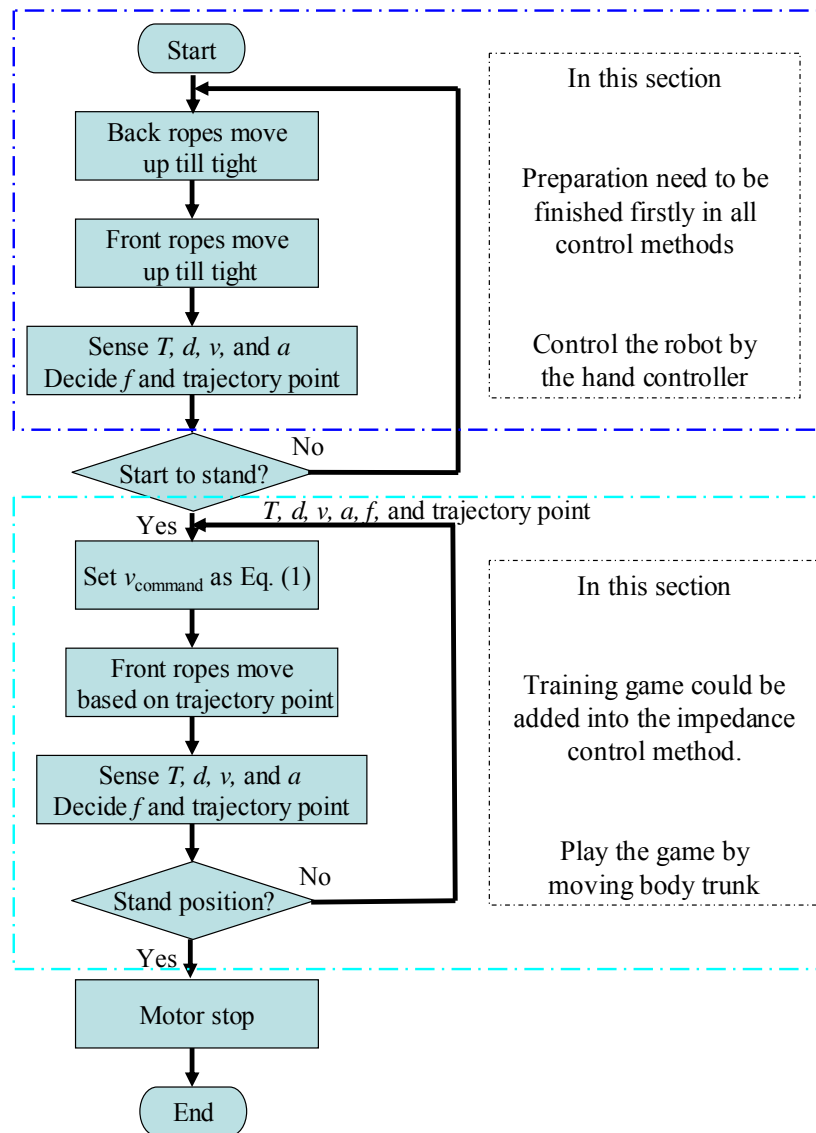 Start
Back ropes move
up till tight
Front ropes move
up till tight
Sense T, d, v, and a
Decide f and trajectory point
Start to stand?
No
Yes
In this section
Preparation need to be
finished firstly in all
control methods
Control the robot by
the hand controller
T, d, v, a, f, and trajectory point
Set vcommand as Eq. (1)
Front ropes move
based on trajectory point
Sense T, d, v, and a
Decide f and trajectory point
Stand position?
No
Yes
In this section
Training game could be
added into the impedance
control method.
Play the game by
moving body trunk
Motor stop
End